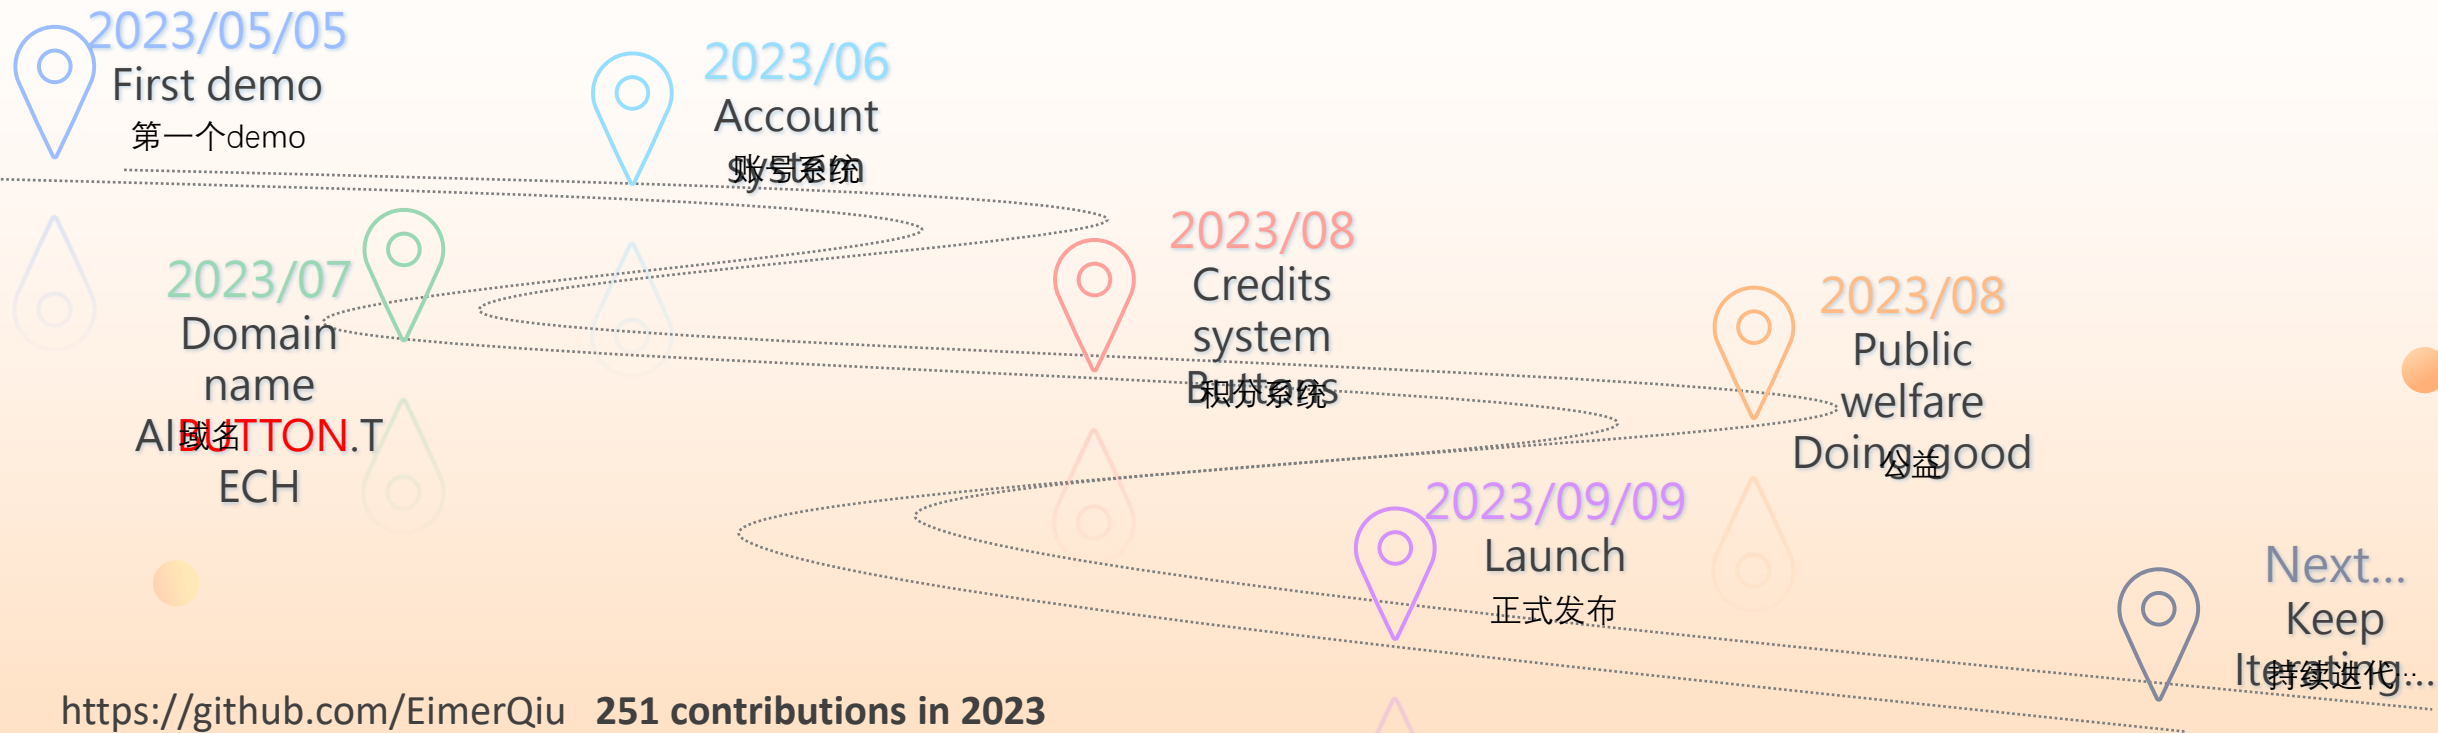 2023/05/05
First demo
第一个demo
2023/06
Account
system
账号系统
2023/07
Domain
name
AIBUTTON.T
ECH
域名
2023/08
Credits
system
Buttons
积分系统
2023/08
Public
welfare
Doing good
公益
2023/09/09
Launch
正式发布
Next...
Keep
Iterating...
持续迭代…
https://github.com/EimerQiu 251 contributions in 2023